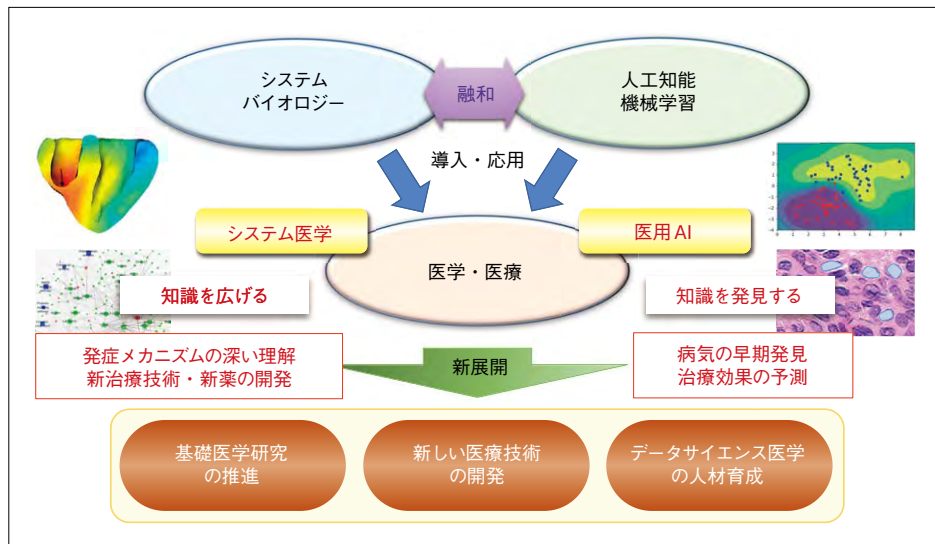 システム
バイオロジー
融和
人工知能
機械学習
導入・応用
システム医学
医用AI
医学・医療
知識を広げる
知識を発見する
発症メカニズムの深い理解
新治療技術・新薬の開発
新展開
病気の早期発見
治療効果の予測
基礎医学研究
の推進
新しい医療技術
の開発
データサイエンス医学
の人材育成